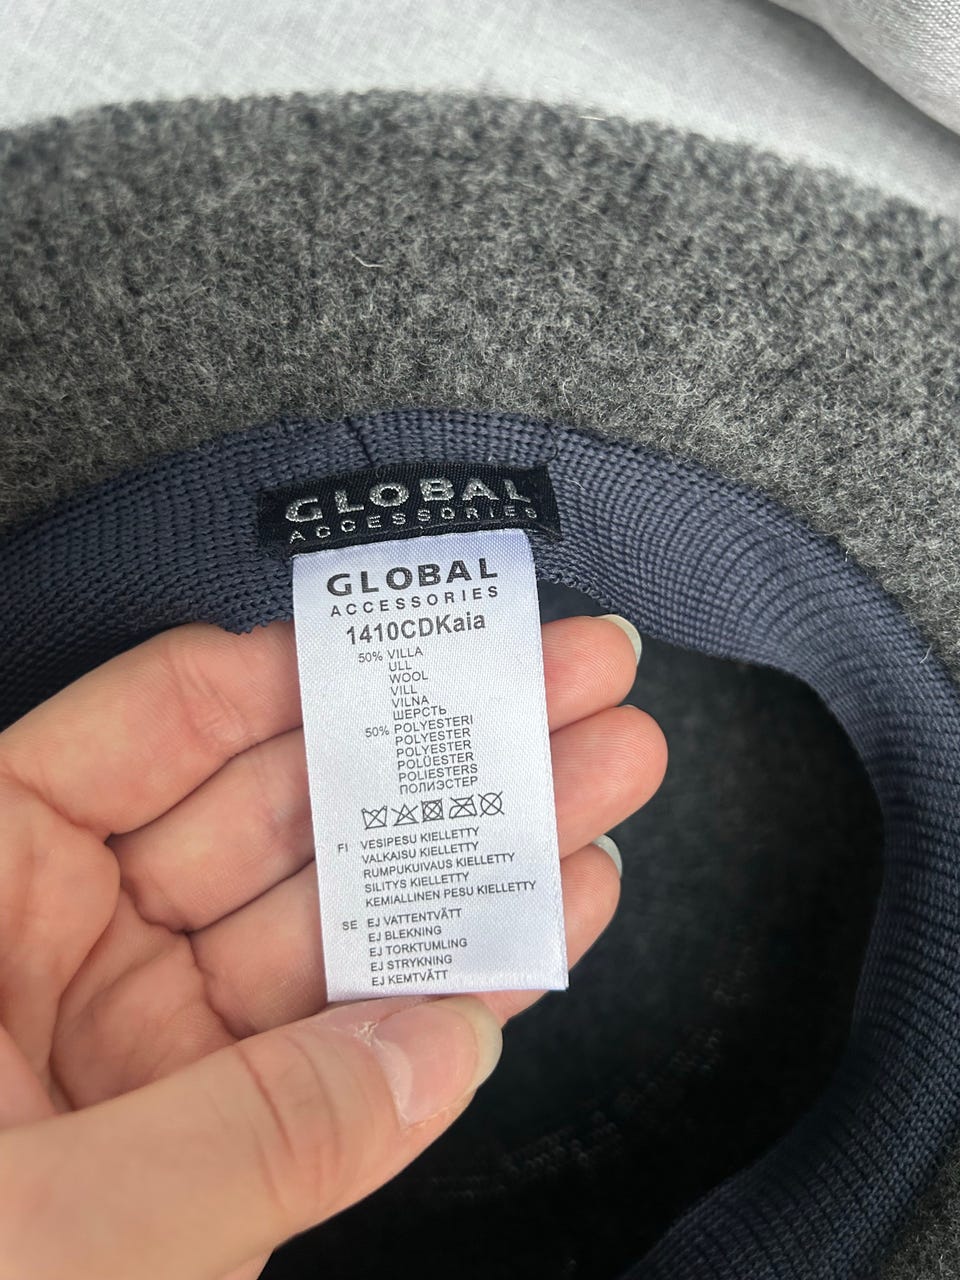 GLOBAL
ACCESSORIES
GLOBAL
ACCESSORIES
1410CDKaia
50% VILLA
ULL
WOOL
VILL
VILNA
ШЕРСТЬ
50% POLYESTERI
POLYESTER
POLYESTER
POLÜESTER
POLIESTERS
ПОЛИЭСТЕР
FI VESIPESU KIELLETTY
VALKAISU KIELLETTY
RUMPUKUIVAUS KIELLETTY
SILITYS KIELLETTY
KEMIALLINEN PESU KIELLETTY
SE EJ VATTENTVÄTT
EJ BLEKNING
EJ TORKTUMLING
EJ STRYKNING
EJ KEMTVÄTT